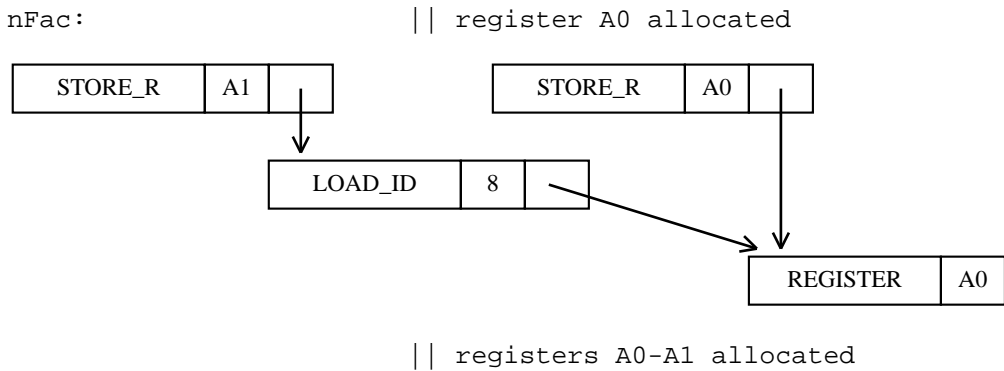 nFac: || register A0 allocated
STORE_R A1 STORE_R A0
LOAD_ID 8
REGISTER A0
|| registers A0-A1 allocated